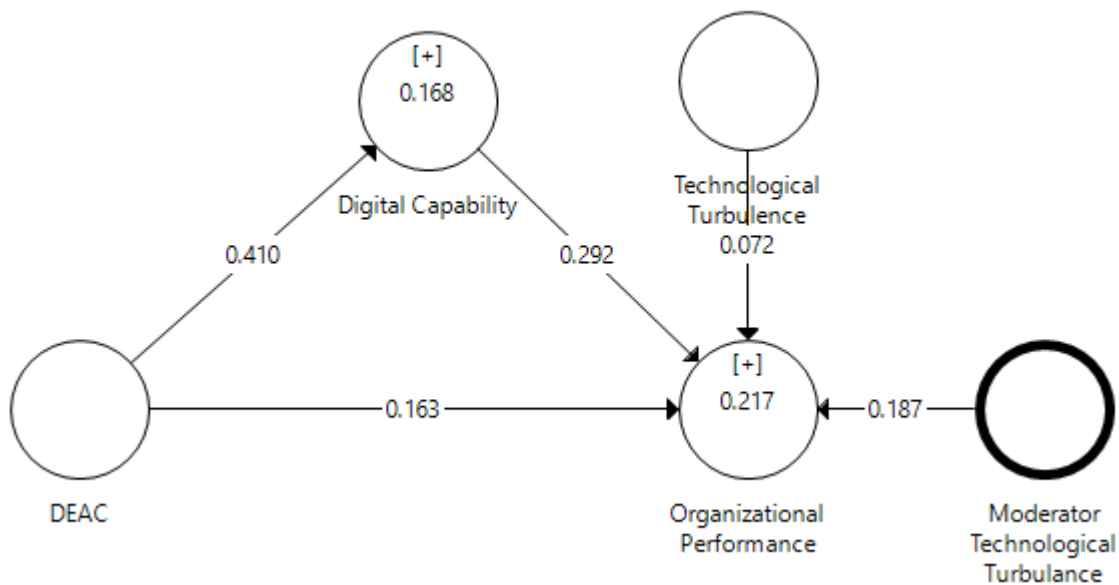 [+]
0.168
Digital Capability
Technological
Turbulence
0.072
0.410
0.292
DEAC
0.163
[+]
0.217
Organizational
Performance
0.187
Moderator
Technological
Turbulance